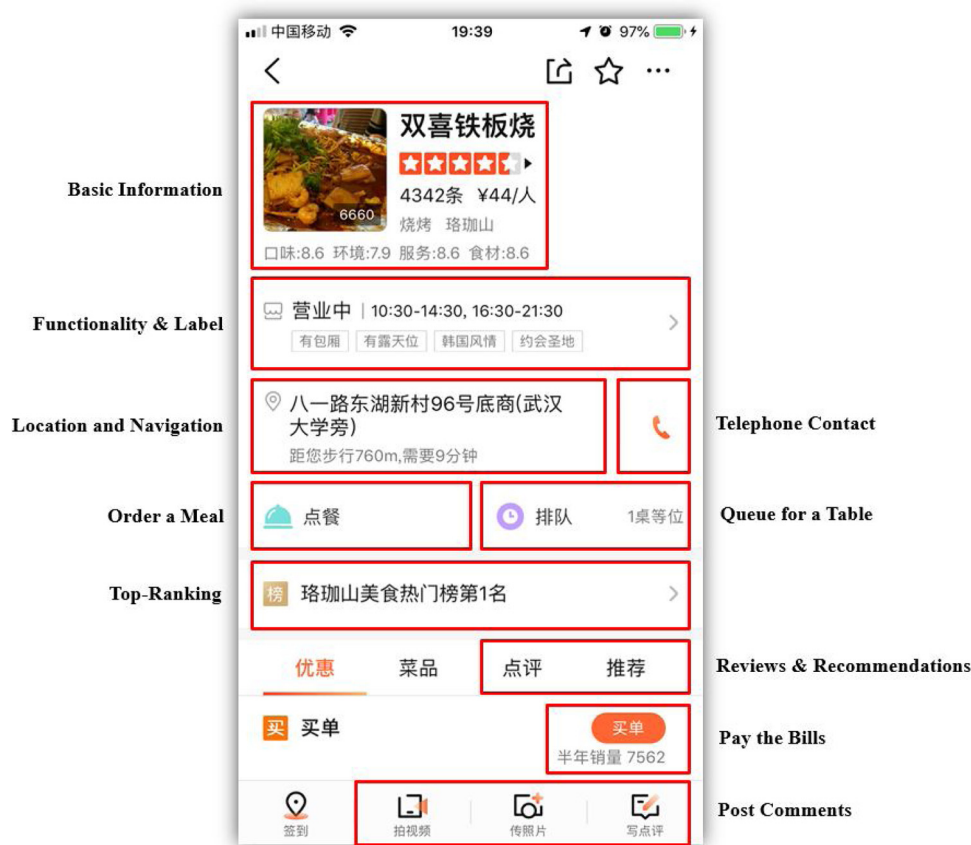 中国移动 19:39 97%
双喜铁板烧
Basic Information
4342条 ¥44/人
6660
烧烤 珞珈山
口味:8.6 环境:7.9 服务:8.6 食材:8.6
营业中 | 10:30-14:30, 16:30-21:30
Functionality & Label
有包厢 有露天位 韩国风情 约会圣地
八一路东湖新村96号底商(武汉
大学旁)
Location and Navigation
Telephone Contact
距您步行760m,需要9分钟
Order a Meal
点餐
排队 1桌等位
Queue for a Table
Top-Ranking
榜 珞珈山美食热门榜第1名
优惠 菜品 点评 推荐
Reviews & Recommendations
买 买单
买单
半年销量 7562
Pay the Bills
签到 拍视频 传照片 写点评
Post Comments